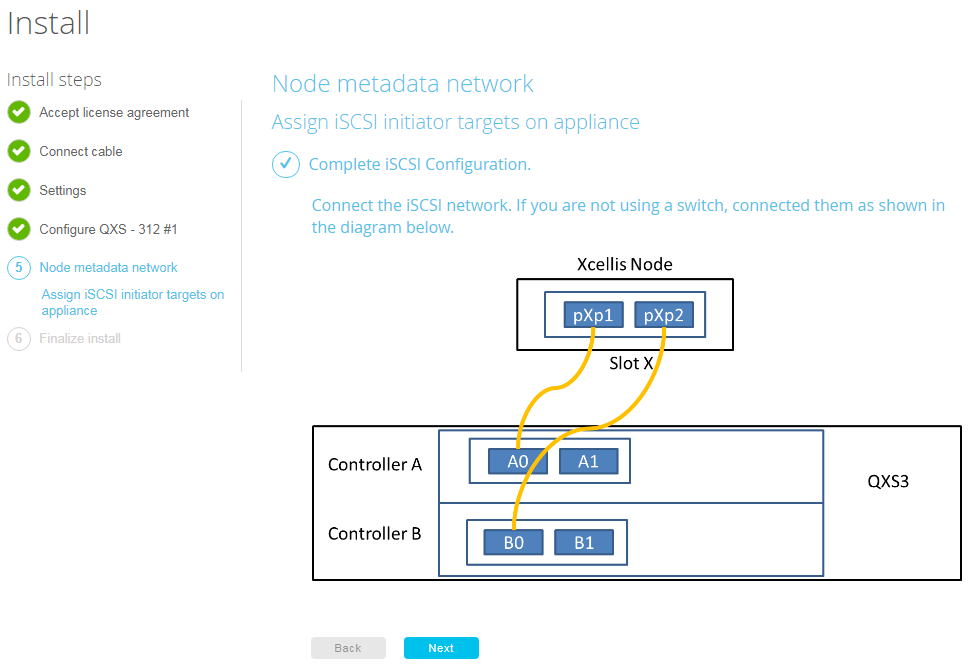 Install
Install steps
Accept license agreement
Connect cable
Settings
Configure QXS - 312 #1
5 Node metadata network
Assign iSCSI initiator targets on
appliance
6 Finalize install
Node metadata network
Assign iSCSI initiator targets on appliance
Complete iSCSI Configuration.
Connect the iSCSI network. If you are not using a switch, connected them as shown in
the diagram below.
Xcellis Node
pXp1 pXp2
Slot X
Controller A A0 A1
QXS3
Controller B B0 B1
Back Next